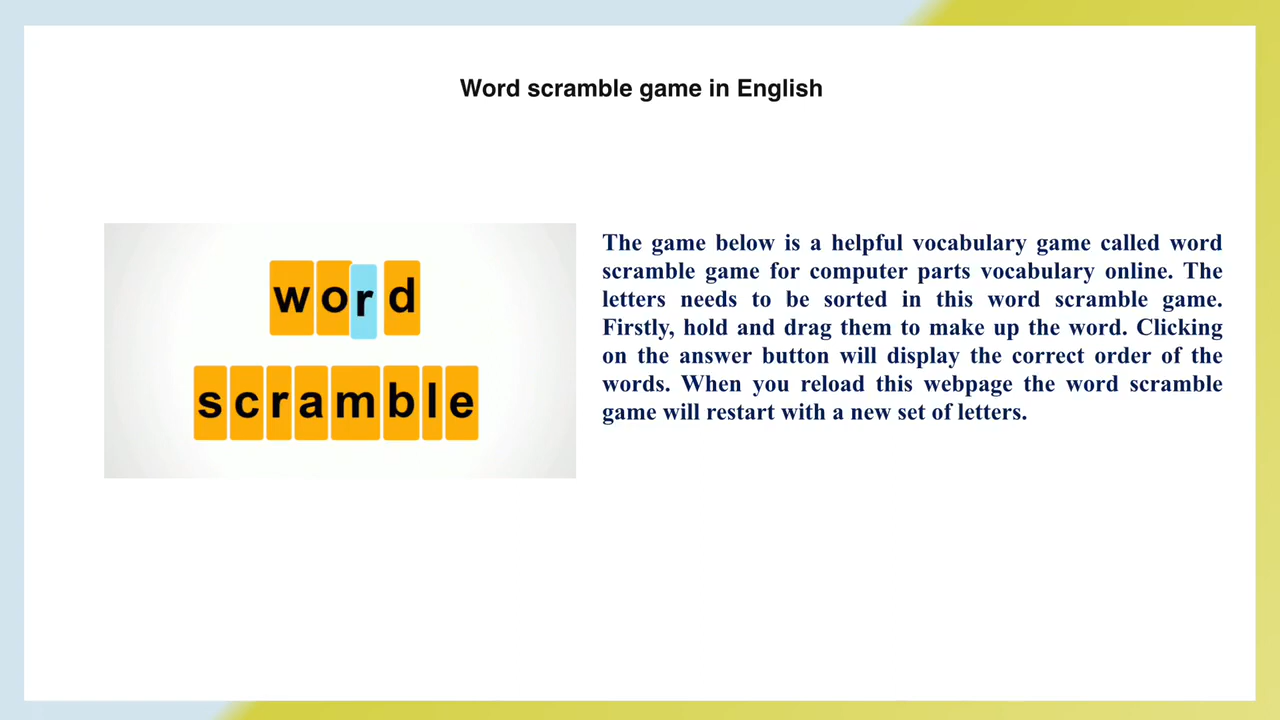 Word scramble game in English
word
scramble
The game below is a helpful vocabulary game called word
scramble game for computer parts vocabulary online. The
letters needs to be sorted in this word scramble game.
Firstly, hold and drag them to make up the word. Clicking
on the answer button will display the correct order of the
words. When you reload this webpage the word scramble
game will restart with a new set of letters.